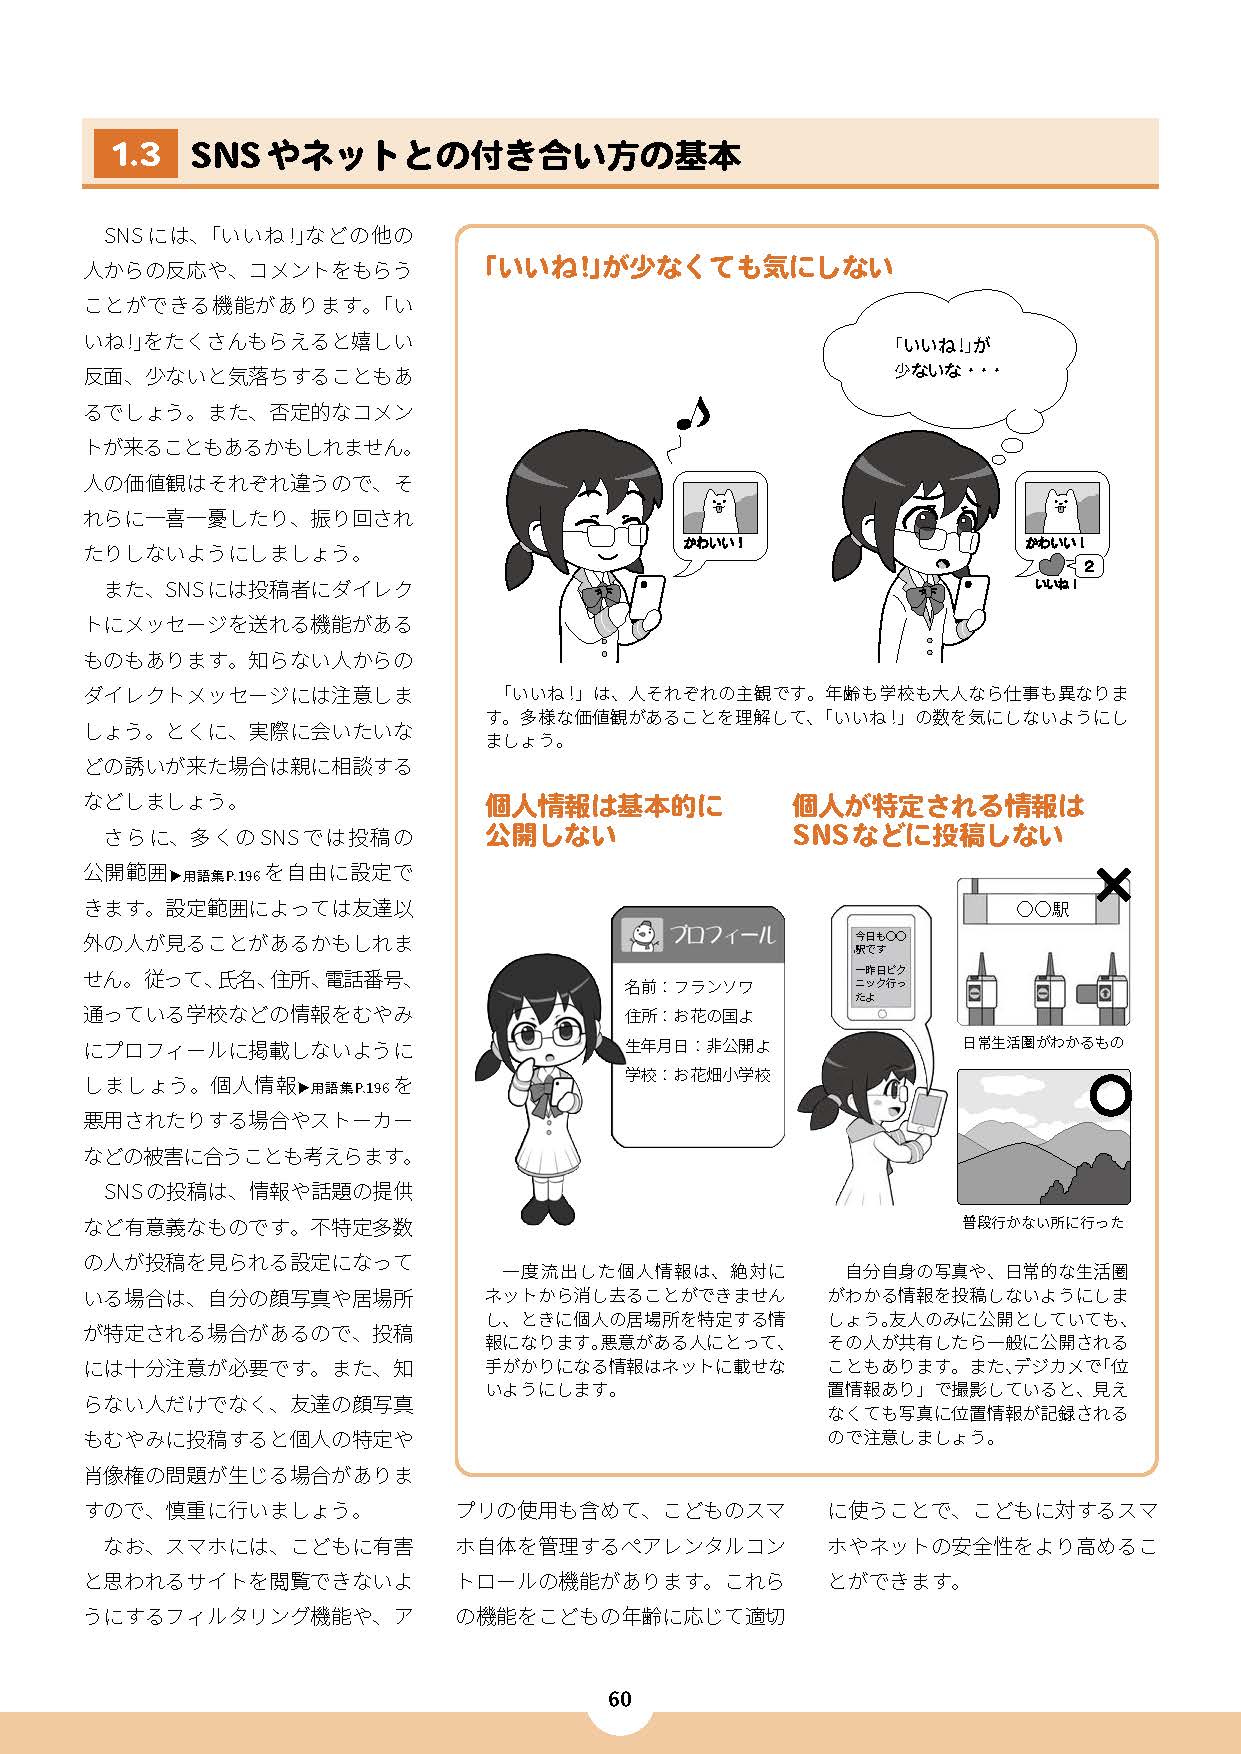 1.3 SNSやネットとの付き合い方の基本
SNSには、「いいね!」などの他の
人からの反応や、コメントをもらう
ことができる機能があります。「い
いね!」をたくさんもらえると嬉しい
反面、少ないと気落ちすることもあ
るでしょう。また、否定的なコメン
トが来ることもあるかもしれません。
人の価値観はそれぞれ違うので、そ
れらに一喜一憂したり、振り回され
たりしないようにしましょう。
また、SNSには投稿者にダイレク
トにメッセージを送れる機能がある
ものもあります。知らない人からの
ダイレクトメッセージには注意しま
しょう。とくに、実際に会いたいな
どの誘いが来た場合は親に相談する
などしましょう。
さらに、多くのSNSでは投稿の
公開範囲▶用語集P.196を自由に設定で
きます。設定範囲によっては友達以
外の人が見ることがあるかもしれま
せん。従って、氏名、住所、電話番号、
通っている学校などの情報をむやみ
にプロフィールに掲載しないように
しましょう。個人情報▶用語集P.196を
悪用されたりする場合やストーカー
などの被害に合うことも考えらます。
SNSの投稿は、情報や話題の提供
など有意義なものです。不特定多数
の人が投稿を見られる設定になって
いる場合は、自分の顔写真や居場所
が特定される場合があるので、投稿
には十分注意が必要です。また、知
らない人だけでなく、友達の顔写真
もむやみに投稿すると個人の特定や
肖像権の問題が生じる場合がありま
すので、慎重に行いましょう。
なお、スマホには、こどもに有害
と思われるサイトを閲覧できないよ
うにするフィルタリング機能や、ア
プリの使用も含めて、こどものスマ
ホ自体を管理するペアレンタルコン
トロールの機能があります。これら
の機能をこどもの年齢に応じて適切
に使うことで、こどもに対するスマ
ホやネットの安全性をより高めるこ
とができます。
「いいね!」が少なくても気にしない
「いいね!」が
少ないな・・・
かわいい！
かわいい！
2
いいね！
「いいね!」は、人それぞれの主観です。年齢も学校も大人なら仕事も異なりま
す。多様な価値観があることを理解して、「いいね!」の数を気にしないようにし
ましょう。
個人情報は基本的に
公開しない
プロフィール
名前：フランソワ
住所：お花の国よ
生年月日：非公開よ
学校：お花畑小学校
一度流出した個人情報は、絶対に
ネットから消し去ることができません
し、ときに個人の居場所を特定する情
報になります。悪意がある人にとって、
手がかりになる情報はネットに載せな
いようにします。
個人が特定される情報は
SNSなどに投稿しない
今日も〇〇
駅です
一昨日ピク
ニック行っ
たよ
〇〇駅
日常生活圏がわかるもの
普段行かない所に行った
自分自身の写真や、日常的な生活圏
がわかる情報を投稿しないようにしま
しょう。友人のみに公開としていても、
その人が共有したら一般に公開される
こともあります。また、デジカメで「位
置情報あり」で撮影していると、見え
なくても写真に位置情報が記録される
ので注意しましょう。
60